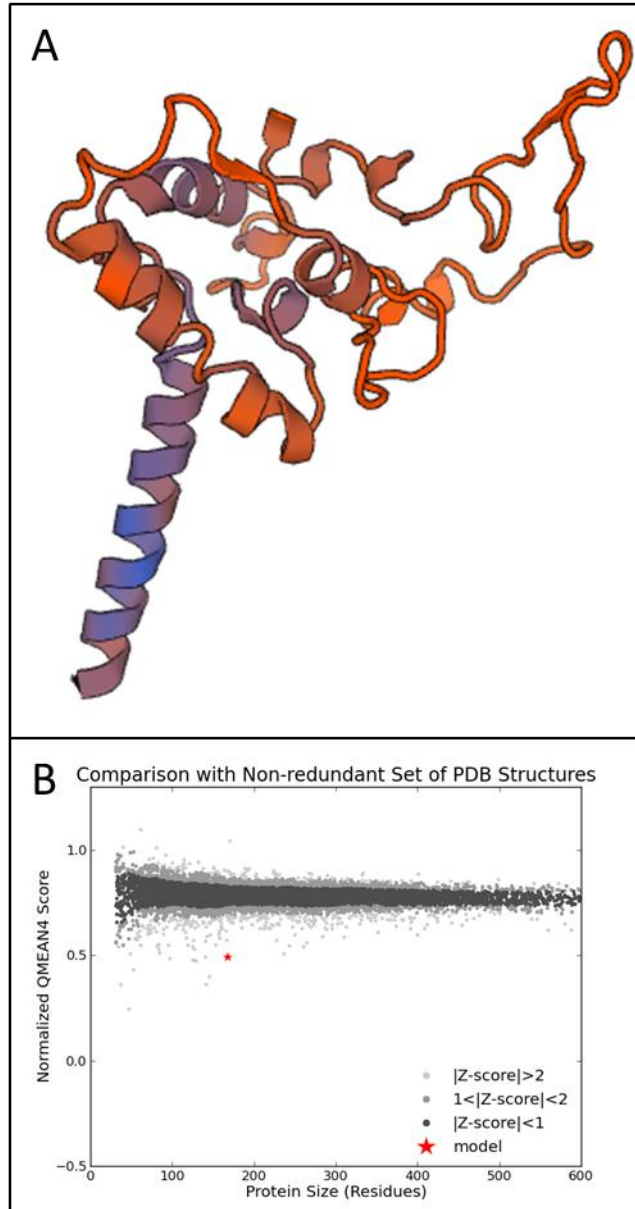 A
B
Comparison with Non-redundant Set of PDB Structures
Normalized QMEAN4 Score
1.0
0.5
0.0
−0.5
|Z-score|>2
1<|Z-score|<2
|Z-score|<1
model
0 100 200 300 400 500 600
Protein Size (Residues)